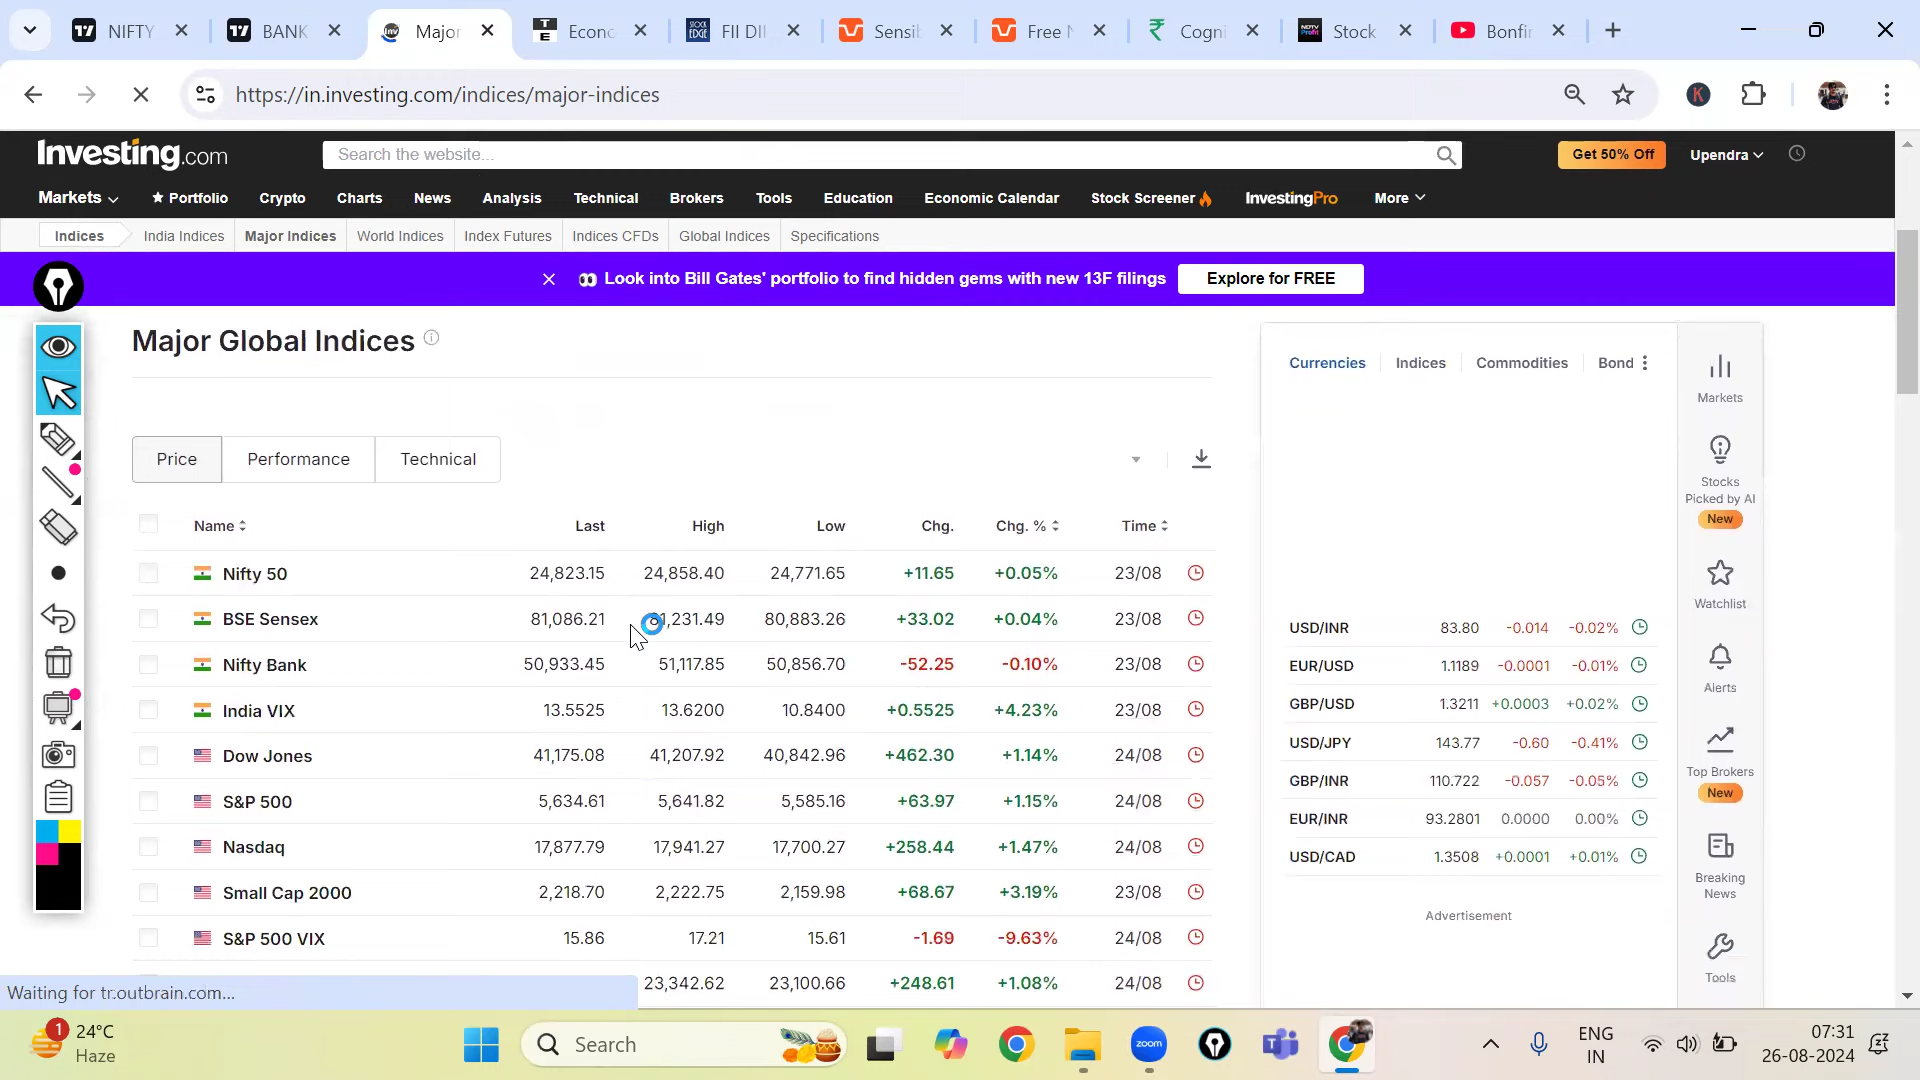 NIFTY
BANK
Major
Econo
FII DII
Sensib
Free N
Cogni
Stock
Bonfir
https://in.investing.com/indices/major-indices
Investing.com
Search the website...
Get 50% Off
Upendra
Markets
Portfolio
Crypto
Charts
News
Analysis
Technical
Brokers
Tools
Education
Economic Calendar
Stock Screener
InvestingPro
More
Indices
India Indices
Major Indices
World Indices
Index Futures
Indices CFDs
Global Indices
Specifications
Look into Bill Gates' portfolio to find hidden gems with new 13F filings
Explore for FREE
Major Global Indices
Price
Performance
Technical
Name Last High Low Chg. Chg. % Time
Nifty 50 24,823.15 24,858.40 24,771.65 +11.65 +0.05% 23/08
BSE Sensex 81,086.21 81,231.49 80,883.26 +33.02 +0.04% 23/08
Nifty Bank 50,933.45 51,117.85 50,856.70 -52.25 -0.10% 23/08
India VIX 13.5525 13.6200 10.8400 +0.5525 +4.23% 23/08
Dow Jones 41,175.08 41,207.92 40,842.96 +462.30 +1.14% 24/08
S&P 500 5,634.61 5,641.82 5,585.16 +63.97 +1.15% 24/08
Nasdaq 17,877.79 17,941.27 17,700.27 +258.44 +1.47% 24/08
Small Cap 2000 2,218.70 2,222.75 2,159.98 +68.67 +3.19% 23/08
S&P 500 VIX 15.86 17.21 15.61 -1.69 -9.63% 24/08
23,342.62 23,100.66 +248.61 +1.08% 24/08
Currencies
Indices
Commodities
Bond
USD/INR 83.80 -0.014 -0.02%
EUR/USD 1.1189 -0.0001 -0.01%
GBP/USD 1.3211 +0.0003 +0.02%
USD/JPY 143.77 -0.60 -0.41%
GBP/INR 110.722 -0.057 -0.05%
EUR/INR 93.2801 0.0000 0.00%
USD/CAD 1.3508 +0.0001 +0.01%
Advertisement
Markets
Stocks
Picked by AI
New
Watchlist
Alerts
Top Brokers
New
Breaking
News
Tools
Waiting for tr.outbrain.com...
1
24°C
Haze
Search
zoom
ENG
IN
07:31
26-08-2024